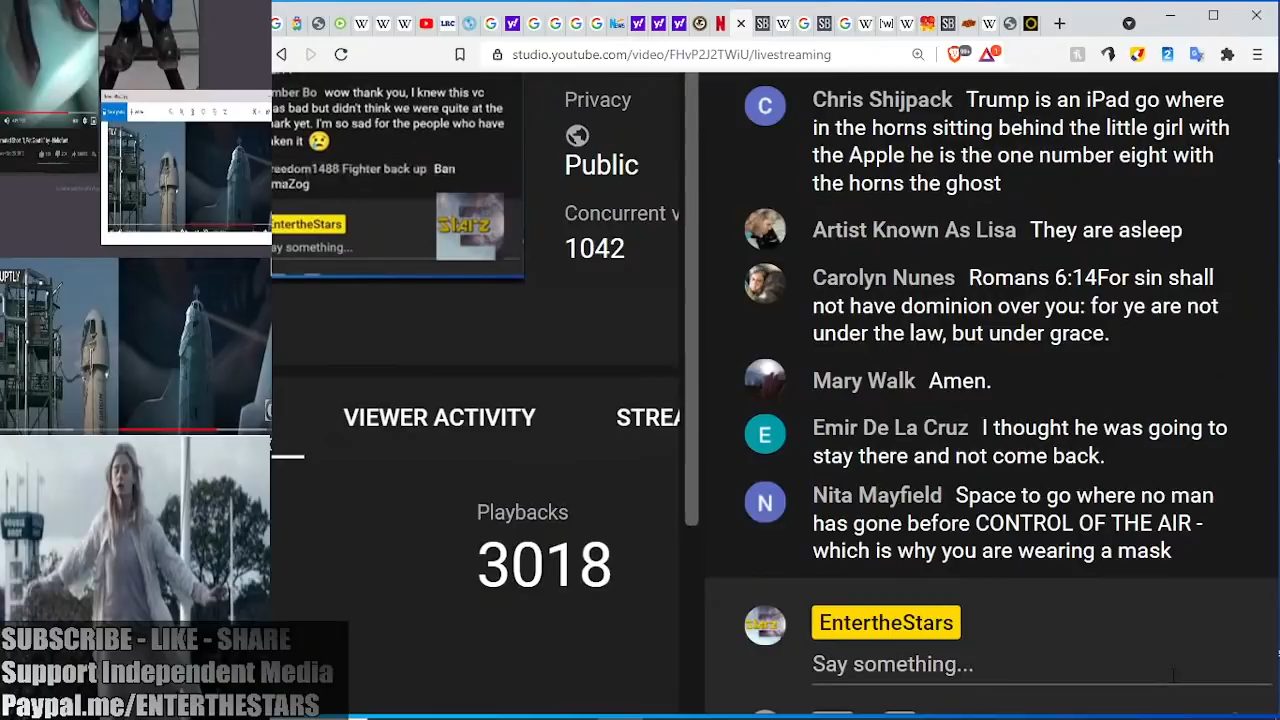 studio.youtube.com/video/FHvP2J2TWiU/livestreaming
LRC
99+
1
2
mber Bo wow thank you, I knew this vc
as bad but didn't think we were quite at the
ark yet. I'm so sad for the people who have
ken it
reedom1488 Fighter back up Ban
maZog
EntertheStars
ay something...
starz
Privacy
Public
Concurrent v
1042
VIEWER ACTIVITY
STREA
Playbacks
3018
C
Chris Shijpack Trump is an iPad go where
in the horns sitting behind the little girl with
the Apple he is the one number eight with
the horns the ghost
Artist Known As Lisa They are asleep
Carolyn Nunes Romans 6:14For sin shall
not have dominion over you: for ye are not
under the law, but under grace.
Mary Walk Amen.
E
Emir De La Cruz I thought he was going to
stay there and not come back.
N
Nita Mayfield Space to go where no man
has gone before CONTROL OF THE AIR -
which is why you are wearing a mask
EntertheStars
Say something...
UPTLY
SUBSCRIBE - LIKE - SHARE
Support Independent Media
Paypal.me/ENTERTHESTARS